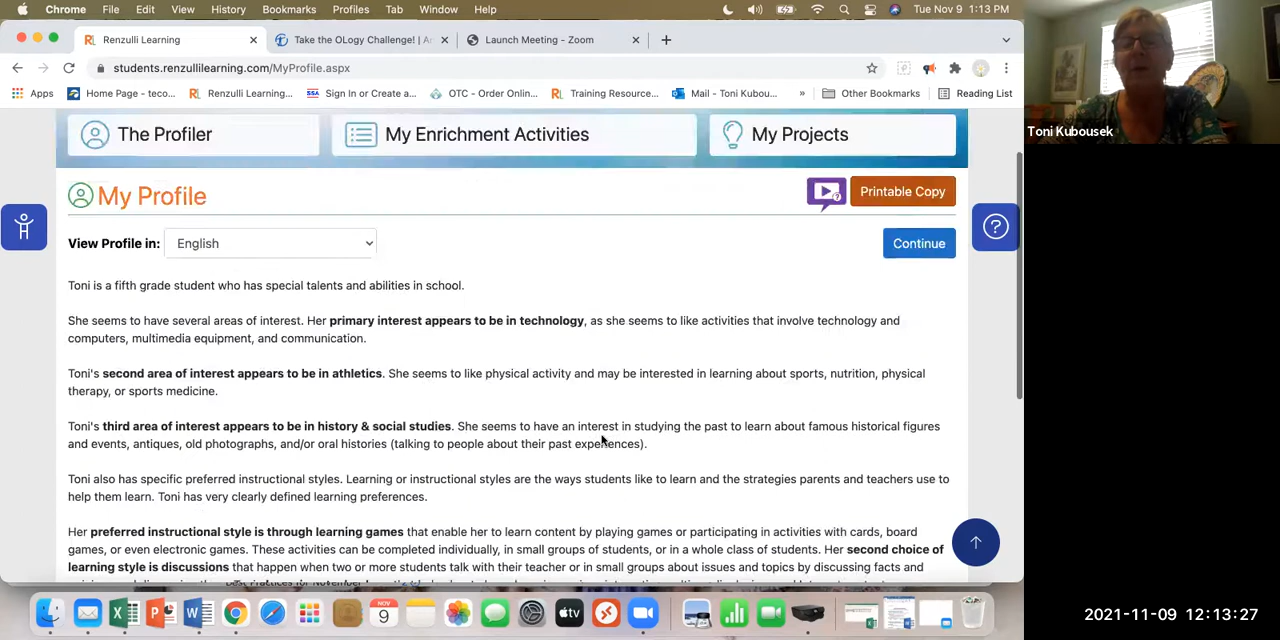 Chrome File Edit View History Bookmarks Profiles Tab Window Help Tue Nov 9 1:13 PM
Renzulli Learning Take the OLogy Challenge! | Ar Launch Meeting - Zoom
students.renzullilearning.com/MyProfile.aspx
Apps Home Page - teco... Renzulli Learning... SSA Sign In or Create a... OTC - Order Onlin... Training Resource... Mail - Toni Kubou... » Other Bookmarks Reading List
Toni Kubousek
The Profiler My Enrichment Activities My Projects
My Profile Printable Copy
View Profile in: English Continue
Toni is a fifth grade student who has special talents and abilities in school.
She seems to have several areas of interest. Her primary interest appears to be in technology, as she seems to like activities that involve technology and
computers, multimedia equipment, and communication.
Toni's second area of interest appears to be in athletics. She seems to like physical activity and may be interested in learning about sports, nutrition, physical
therapy, or sports medicine.
Toni's third area of interest appears to be in history & social studies. She seems to have an interest in studying the past to learn about famous historical figures
and events, antiques, old photographs, and/or oral histories (talking to people about their past experiences).
Toni also has specific preferred instructional styles. Learning or instructional styles are the ways students like to learn and the strategies parents and teachers use to
help them learn. Toni has very clearly defined learning preferences.
Her preferred instructional style is through learning games that enable her to learn content by playing games or participating in activities with cards, board
games, or even electronic games. These activities can be completed individually, in small groups of students, or in a whole class of students. Her second choice of
learning style is discussions that happen when two or more students talk with their teacher or in small groups about issues and topics by discussing facts and
NOV
9
tv
2021-11-09 12:13:27